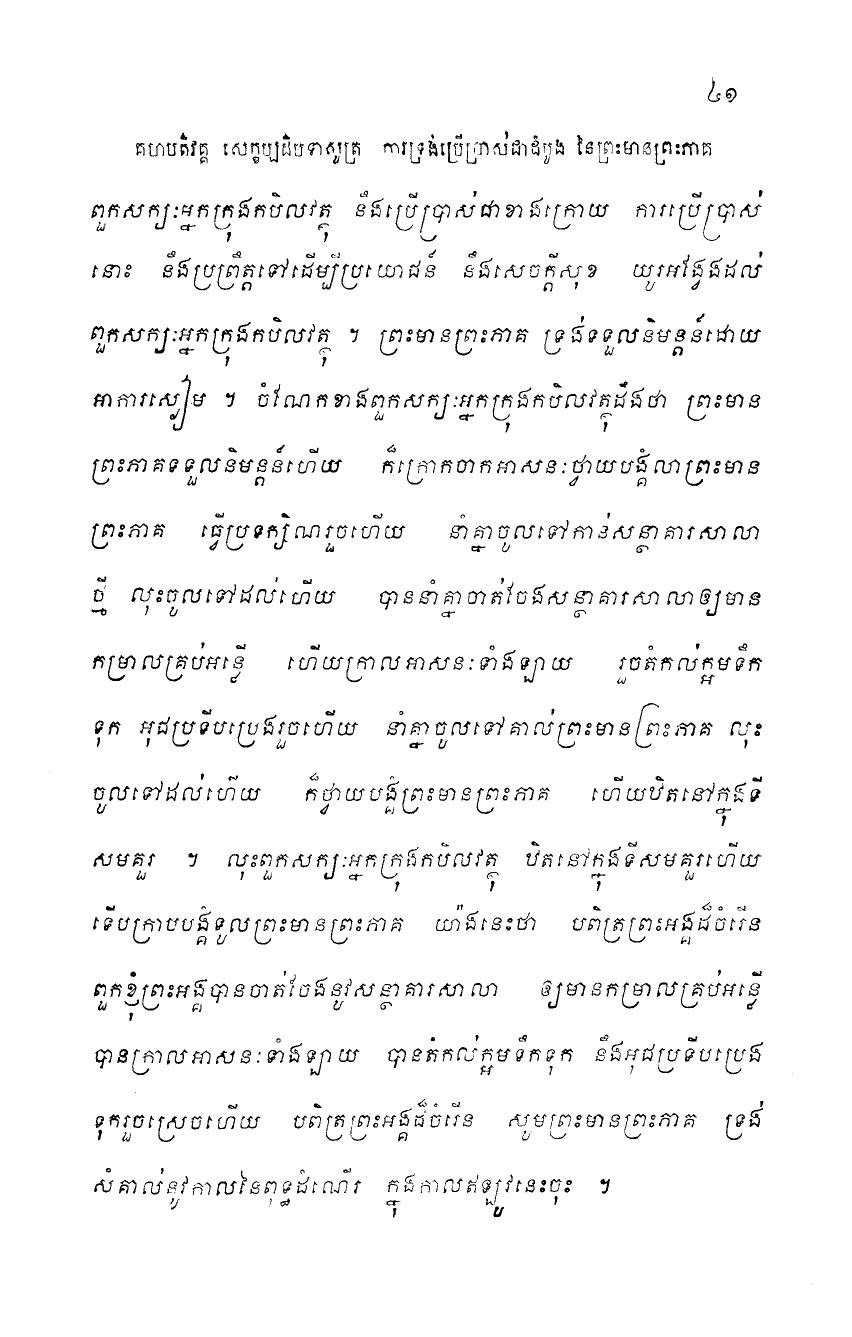 ៤១
គហបតិវគ្គ សេក្ខប្បដិបទាសូត្រ ការទ្រង់ប្រើប្រាស់ជាដំបូង នៃព្រះមានព្រះភាគ
ពួកសក្យៈអ្នកក្រុងកបិលវត្ថុ នឹងប្រើប្រាស់ជាខាងក្រោយ ការប្រើប្រាស់
នោះ នឹងប្រព្រឹត្តទៅដើម្បីប្រយោជន៍ នឹងសេចក្តីសុខ យូរអង្វែងដល់
ពួកសក្យៈអ្នកក្រុងកបិលវត្ថុ ។ ព្រះមានព្រះភាគ ទ្រង់ទទួលនិមន្តន៍ដោយ
អាការស្ងៀម ។ ចំណែកខាងពួកសក្យៈអ្នកក្រុងកបិលវត្ថុដឹងថា ព្រះមាន
ព្រះភាគទទួលនិមន្តន៍ហើយ ក៏ក្រោកចាកអាសនៈថ្វាយបង្គំលាព្រះមាន
ព្រះភាគ ធ្វើប្រទក្សិណរួចហើយ នាំគ្នាចូលទៅកាន់សន្ថាគារសាលា
ថ្មី លុះចូលទៅដល់ហើយ បាននាំគ្នាចាត់ចែងសន្ថាគារសាលាឲ្យមាន
កម្រាលគ្រប់អន្លើ ហើយក្រាលអាសនៈទាំងឡាយ រួចតំកល់ក្អមទឹក
ទុក អុជប្រទីបប្រេងរួចហើយ នាំគ្នាចូលទៅគាល់ព្រះមានព្រះភាគ លុះ
ចូលទៅដល់ហើយ ក៏ថ្វាយបង្គំព្រះមានព្រះភាគ ហើយឋិតនៅក្នុងទី
សមគួរ ។ លុះពួកសក្យៈអ្នកក្រុងកបិលវត្ថុ ឋិតនៅក្នុងទីសមគួរហើយ
ទើបក្រាបបង្គំទូលព្រះមានព្រះភាគ យ៉ាងនេះថា បពិត្រព្រះអង្គដ៏ចំរើន
ពួកខ្ញុំព្រះអង្គបានចាត់ចែងនូវសន្ថាគារសាលា ឲ្យមានកម្រាលគ្រប់អន្លើ
បានក្រាលអាសនៈទាំងឡាយ បានតំកល់ក្អមទឹកទុក នឹងអុជប្រទីបប្រេង
ទុករួចស្រេចហើយ បពិត្រព្រះអង្គដ៏ចំរើន សូមព្រះមានព្រះភាគ ទ្រង់
សំគាល់នូវកាលនៃពុទ្ធដំណើរ ក្នុងកាលឥឡូវនេះចុះ ។